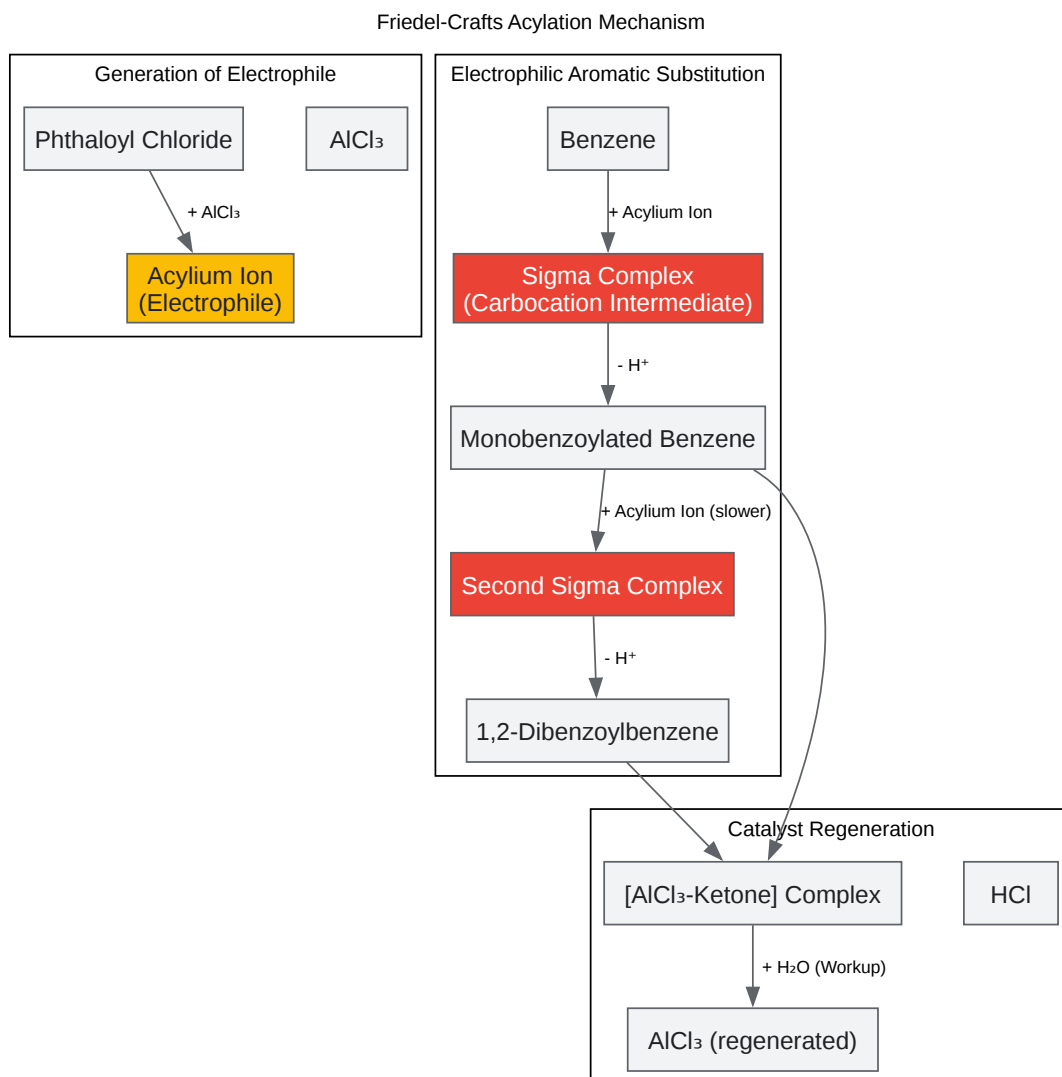 Friedel-Crafts Acylation Mechanism
Generation of Electrophile
Phthaloyl Chloride
AlCl₃
+ AlCl₃
Acylium Ion
(Electrophile)
Electrophilic Aromatic Substitution
Benzene
+ Acylium Ion
Sigma Complex
(Carbocation Intermediate)
- H⁺
Monobenzoylated Benzene
+ Acylium Ion (slower)
Second Sigma Complex
- H⁺
1,2-Dibenzoylbenzene
Catalyst Regeneration
[AlCl₃-Ketone] Complex
HCl
+ H₂O (Workup)
AlCl₃ (regenerated)